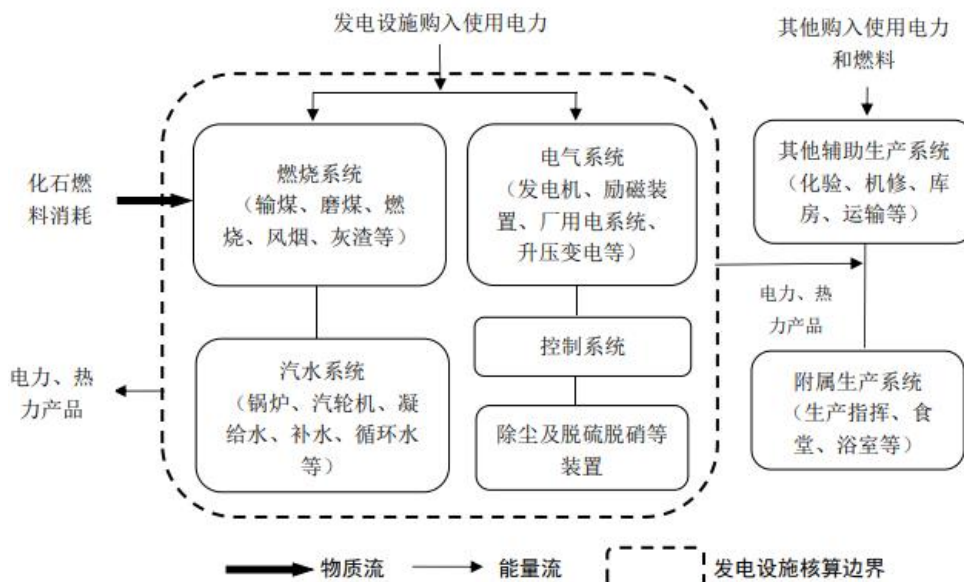 发电设施购入使用电力
其他购入使用电力
和燃料
化石燃
料消耗
燃烧系统
（输煤、磨煤、燃
烧、风烟、灰渣等）
电气系统
（发电机、励磁装
置、厂用电系统、
升压变电等）
其他辅助生产系统
（化验、机修、库
房、运输等）
电力、热
力产品
控制系统
电力、热
力产品
汽水系统
（锅炉、汽轮机、凝
给水、补水、循环水
等）
除尘及脱硫脱硝等
装置
附属生产系统
（生产指挥、食
堂、浴室等）
物质流
能量流
发电设施核算边界